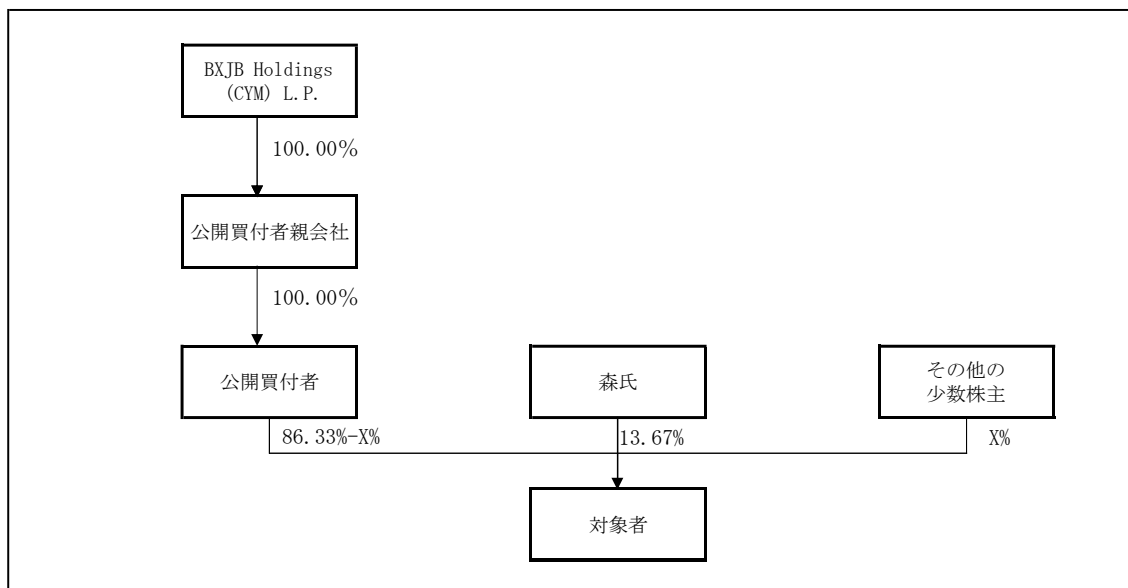 BXJB Holdings
(CYM) L.P.
100.00%
公開買付者親会社
100.00%
公開買付者
森氏
その他の
少数株主
86.33%-X%
13.67%
X%
対象者